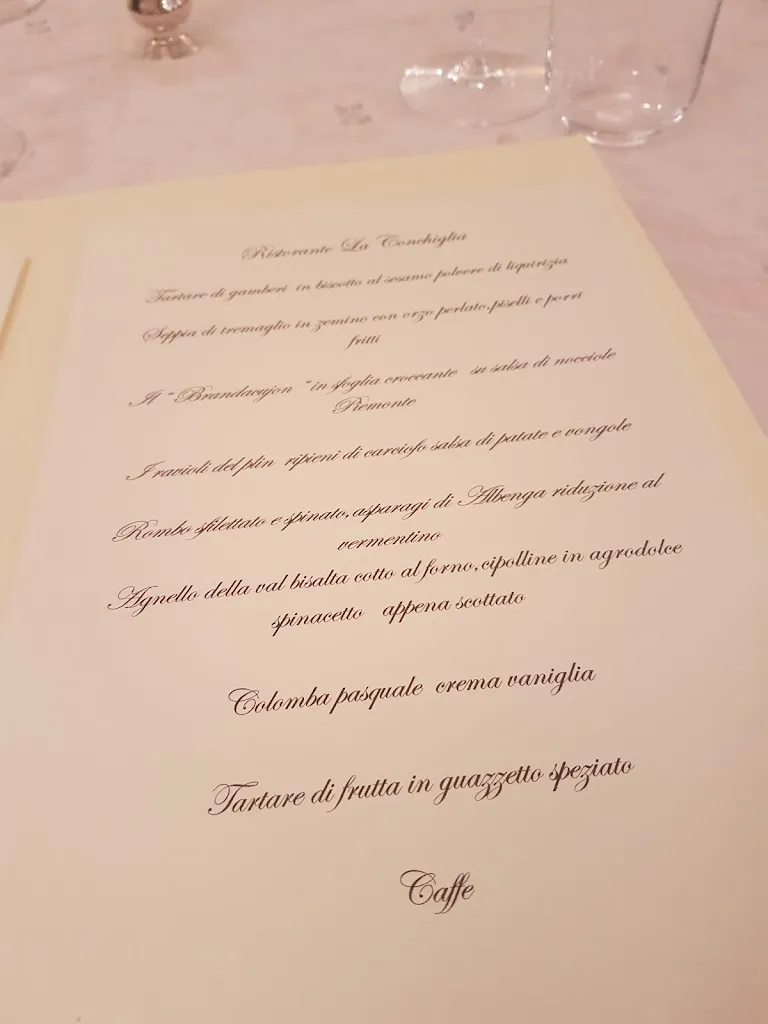 Ristorante La Conchiglia
Tartare di gamberi in biscotto al sesamo polvere di liquirizia
Seppia di tremaglio in zemino con orzo perlato,piselli e porri
fritti
Il "Brandacujon "in sfoglia croccante su salsa di nocciole
Piemonte
I ravioli del plin ripieni di carciofo salsa di patate e vongole
Rombo sfilettato e spinato,asparagi di Albenga riduzione al
vermentino
Agnello della val bisalta cotto al forno,cipolline in agrodolce
spinacetto appena scottato
Colomba pasquale crema vaniglia
Tartare di frutta in guazzetto speziato
Caffe